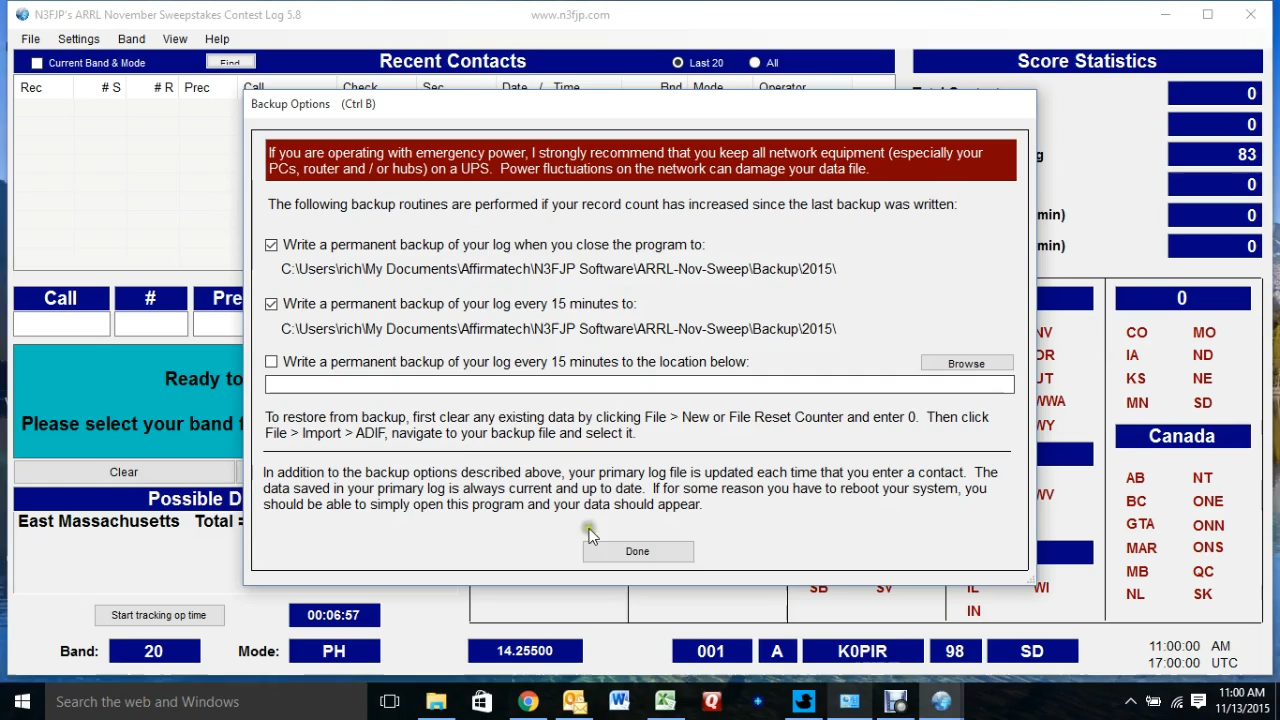 N3FJP's ARRL November Sweepstakes Contest Log 5.8
www.n3fjp.com
File Settings Band View Help
Current Band & Mode
Find
Recent Contacts
Last 20
All
Score Statistics
Rec # S # R Prec Call Check Sec Date / Time Bnd Mode Operator
0
0
83
0
min) 0
min) 0
Backup Options (Ctrl B)
If you are operating with emergency power, I strongly recommend that you keep all network equipment (especially your
PCs, router and / or hubs) on a UPS. Power fluctuations on the network can damage your data file.
The following backup routines are performed if your record count has increased since the last backup was written:
Write a permanent backup of your log when you close the program to:
C:\Users\rich\My Documents\Affirmatech\N3FJP Software\ARRL-Nov-Sweep\Backup\2015\
Write a permanent backup of your log every 15 minutes to:
C:\Users\rich\My Documents\Affirmatech\N3FJP Software\ARRL-Nov-Sweep\Backup\2015\
Write a permanent backup of your log every 15 minutes to the location below:
Browse
To restore from backup, first clear any existing data by clicking File > New or File Reset Counter and enter 0. Then click
File > Import > ADIF, navigate to your backup file and select it.
In addition to the backup options described above, your primary log file is updated each time that you enter a contact. The
data saved in your primary log is always current and up to date. If for some reason you have to reboot your system, you
should be able to simply open this program and your data should appear.
Done
Call # Pre
Ready to
Please select your band
Clear
Possible D
East Massachusetts Total =
NV
OR
UT
WWA
WY
WV
0
CO MO
IA ND
KS NE
MN SD
Canada
AB NT
BC ONE
GTA ONN
MAR ONS
MB QC
NL SK
SB SV IL WI
IN
Start tracking op time
00:06:57
Band: 20 Mode: PH 14.25500 001 A K0PIR 98 SD
11:00:00 AM
17:00:00 UTC
Search the web and Windows
11:00 AM
11/13/2015